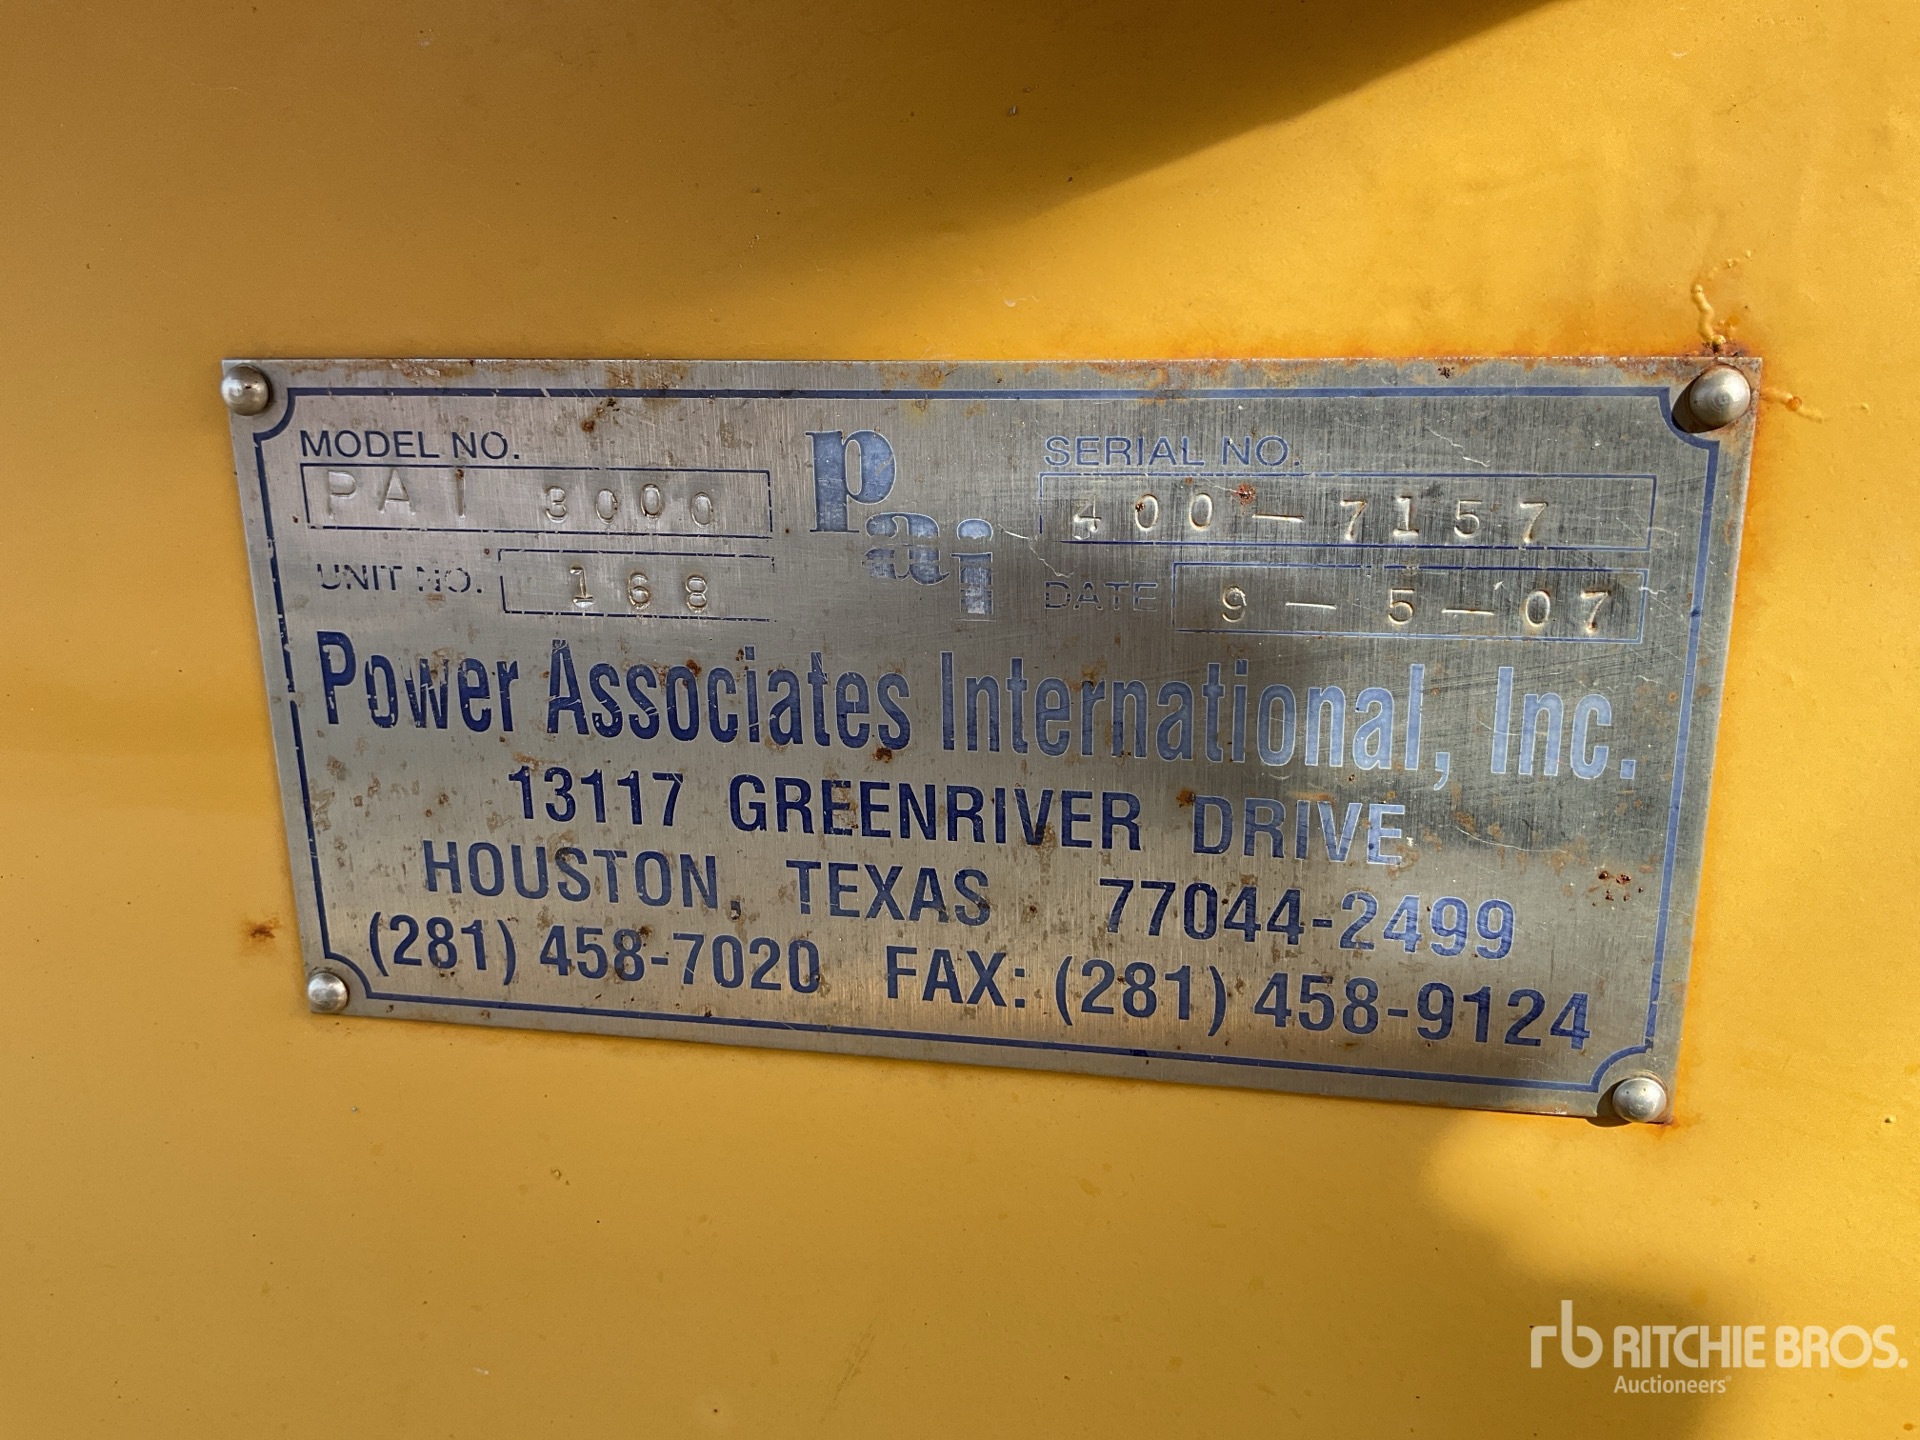 MODEL NO.
PAI 3000
pai
SERIAL NO.
400-7157
UNIT NO.
168
DATE
9-5-07
Power Associates International, Inc.
13117 GREENRIVER DRIVE
HOUSTON, TEXAS 77044-2499
(281) 458-7020 FAX: (281) 458-9124
rb RITCHIE BROS.
Auctioneers